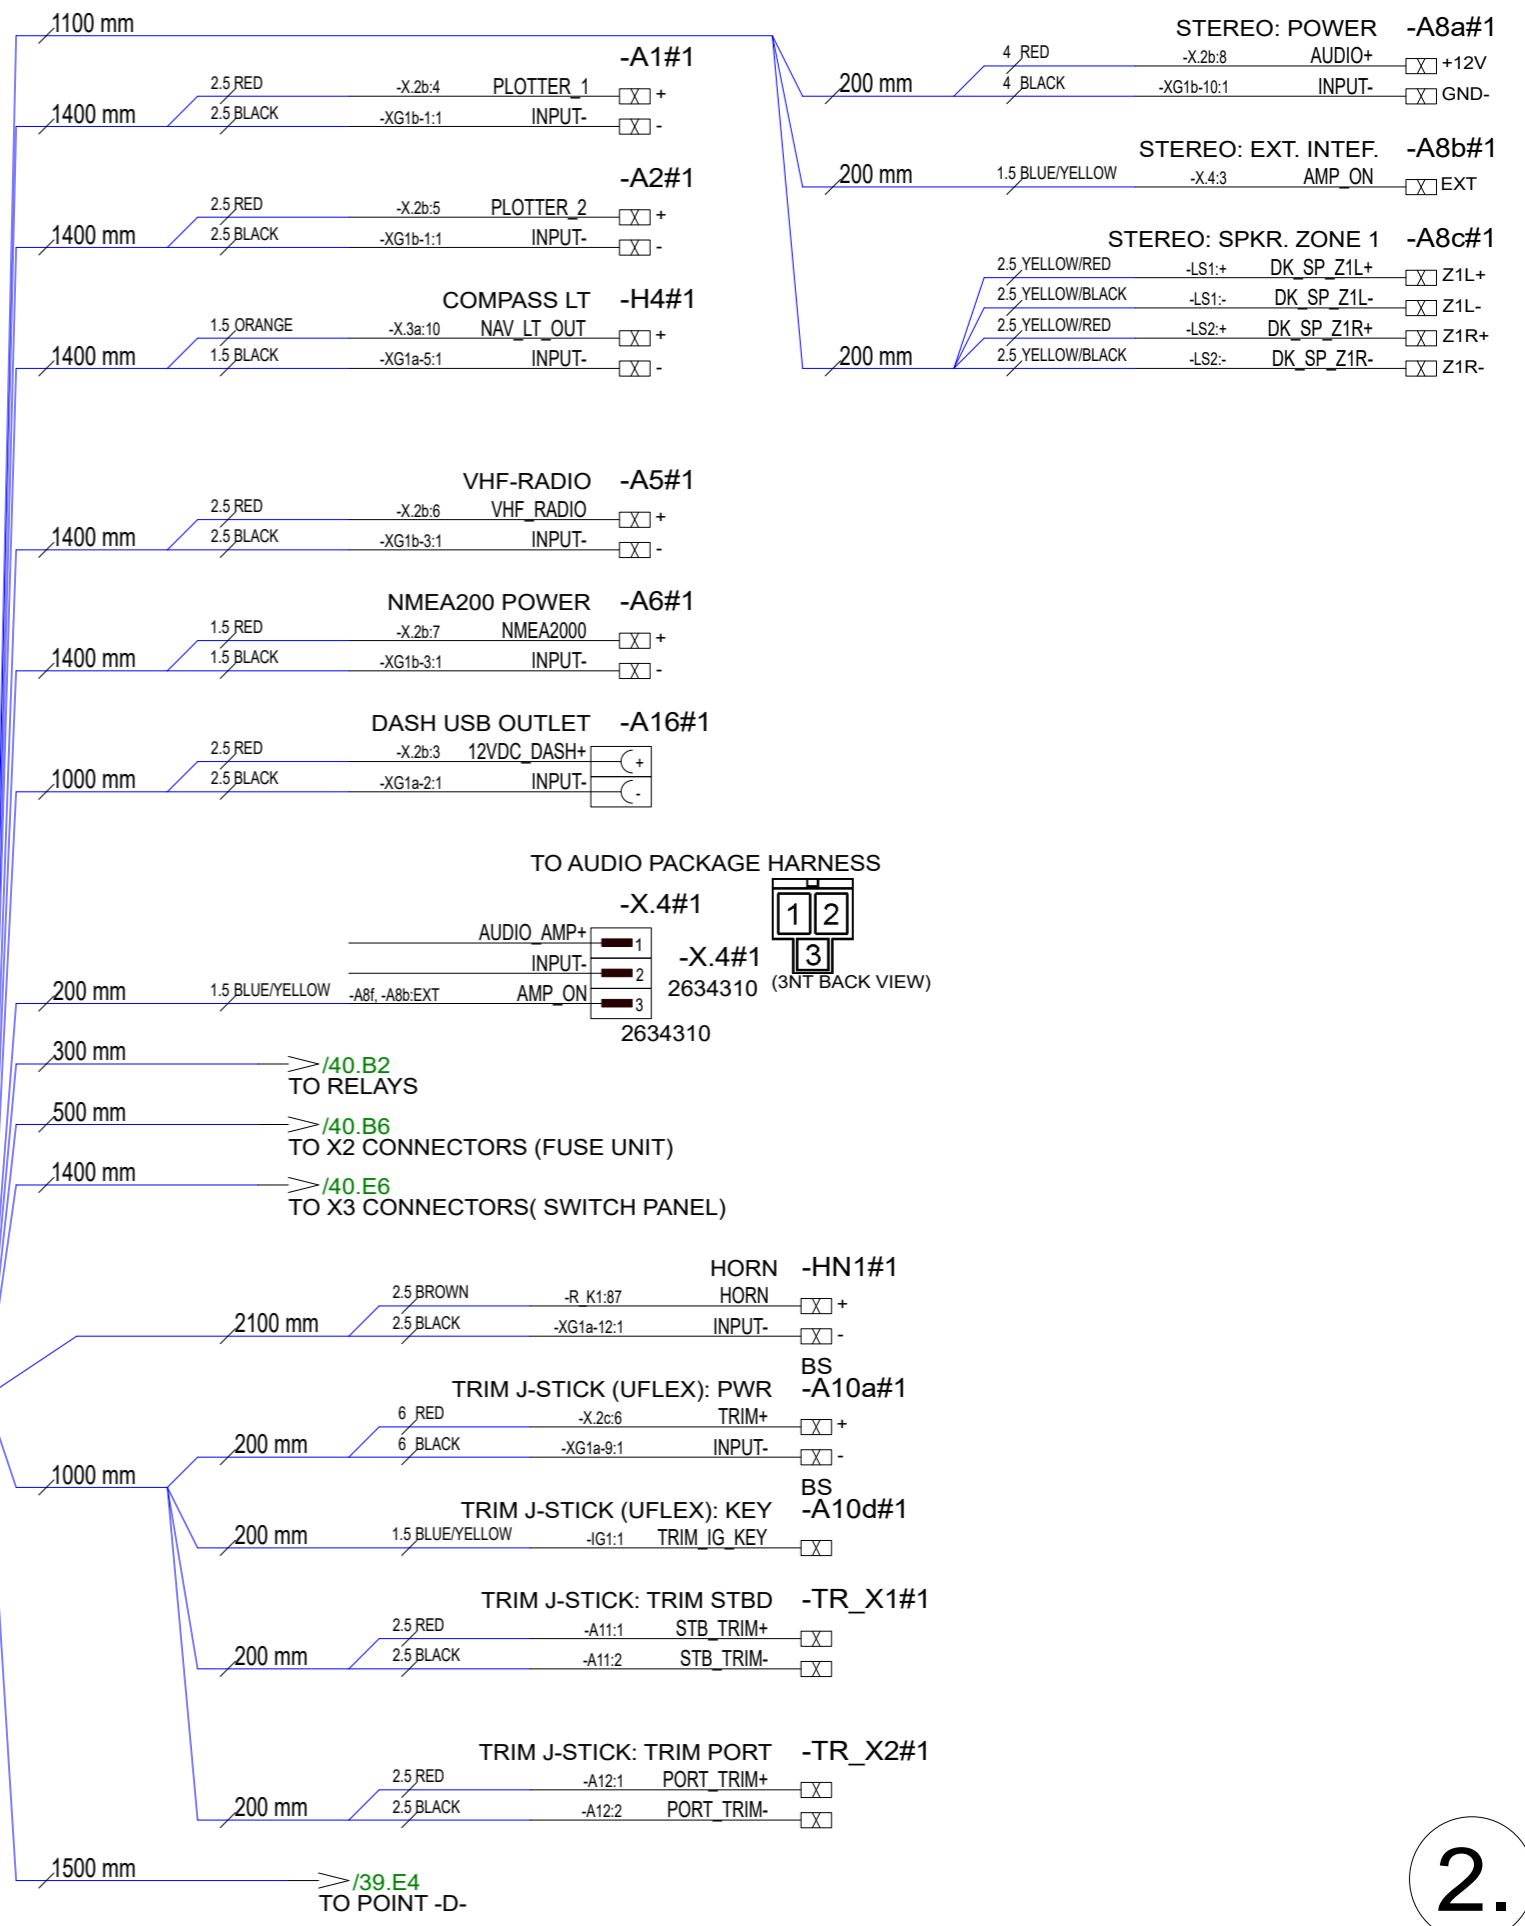 1100 mm
STEREO: POWER -A8a#1
4 RED -X.2b:8 AUDIO+ X +12V
200 mm 4 BLACK -XG1b-10:1 INPUT- X GND-
STEREO: EXT. INTEF. -A8b#1
200 mm 1.5 BLUE/YELLOW -X.4:3 AMP_ON X EXT
STEREO: SPKR. ZONE 1 -A8c#1
2.5 YELLOW/RED -LS1:+ DK_SP_Z1L+ X Z1L+
2.5 YELLOW/BLACK -LS1:- DK_SP_Z1L- X Z1L-
2.5 YELLOW/RED -LS2:+ DK_SP_Z1R+ X Z1R+
200 mm 2.5 YELLOW/BLACK -LS2:- DK_SP_Z1R- X Z1R-
-A1#1
2.5 RED -X.2b:4 PLOTTER_1 X +
1400 mm 2.5 BLACK -XG1b-1:1 INPUT- X -
-A2#1
2.5 RED -X.2b:5 PLOTTER_2 X +
1400 mm 2.5 BLACK -XG1b-1:1 INPUT- X -
COMPASS LT -H4#1
1.5 ORANGE -X.3a:10 NAV_LT_OUT X +
1400 mm 1.5 BLACK -XG1a-5:1 INPUT- X -
VHF-RADIO -A5#1
2.5 RED -X.2b:6 VHF_RADIO X +
1400 mm 2.5 BLACK -XG1b-3:1 INPUT- X -
NMEA200 POWER -A6#1
1.5 RED -X.2b:7 NMEA2000 X +
1400 mm 1.5 BLACK -XG1b-3:1 INPUT- X -
DASH USB OUTLET -A16#1
2.5 RED -X.2b:3 12VDC_DASH+ +
1000 mm 2.5 BLACK -XG1a-2:1 INPUT- -
TO AUDIO PACKAGE HARNESS
-X.4#1 1 2
AUDIO_AMP+ 1
INPUT- 2 -X.4#1 3
2634310 (3NT BACK VIEW)
200 mm 1.5 BLUE/YELLOW -A8f, -A8b:EXT AMP_ON 3
2634310
300 mm /40.B2
TO RELAYS
500 mm /40.B6
TO X2 CONNECTORS (FUSE UNIT)
1400 mm /40.E6
TO X3 CONNECTORS( SWITCH PANEL)
HORN -HN1#1
2.5 BROWN -R_K1:87 HORN X +
2100 mm 2.5 BLACK -XG1a-12:1 INPUT- X -
BS
TRIM J-STICK (UFLEX): PWR -A10a#1
6 RED -X.2c:6 TRIM+ X +
200 mm 6 BLACK -XG1a-9:1 INPUT- X -
1000 mm
BS
TRIM J-STICK (UFLEX): KEY -A10d#1
200 mm 1.5 BLUE/YELLOW -IG1:1 TRIM_IG_KEY X
TRIM J-STICK: TRIM STBD -TR_X1#1
2.5 RED -A11:1 STB_TRIM+ X
200 mm 2.5 BLACK -A11:2 STB_TRIM- X
TRIM J-STICK: TRIM PORT -TR_X2#1
2.5 RED -A12:1 PORT_TRIM+ X
200 mm 2.5 BLACK -A12:2 PORT_TRIM- X
1500 mm /39.E4
TO POINT -D-
2.